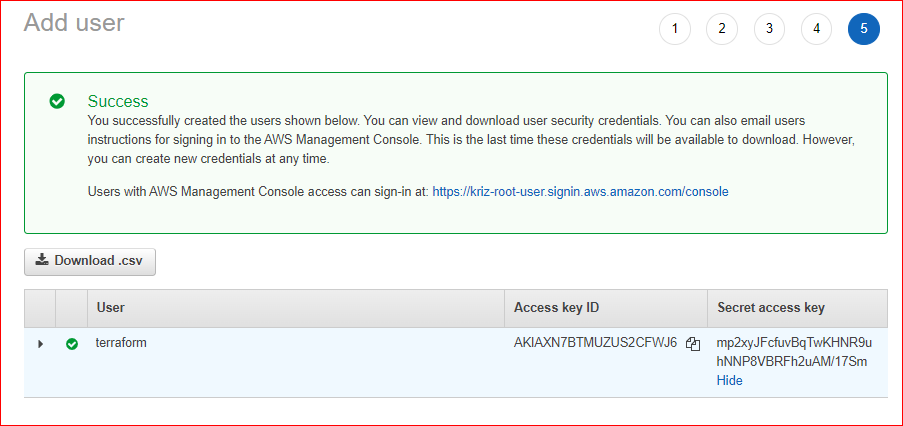 Add user
1 2 3 4 5
Success
You successfully created the users shown below. You can view and download user security credentials. You can also email users
instructions for signing in to the AWS Management Console. This is the last time these credentials will be available to download. However,
you can create new credentials at any time.
Users with AWS Management Console access can sign-in at: https://kriz-root-user.signin.aws.amazon.com/console
Download .csv
User Access key ID Secret access key
terraform AKIAXN7BTMUZUS2CFWJ6 mp2xyJFcfuvBqTwKHNR9u
hNNP8VBRFh2uAM/17Sm
Hide